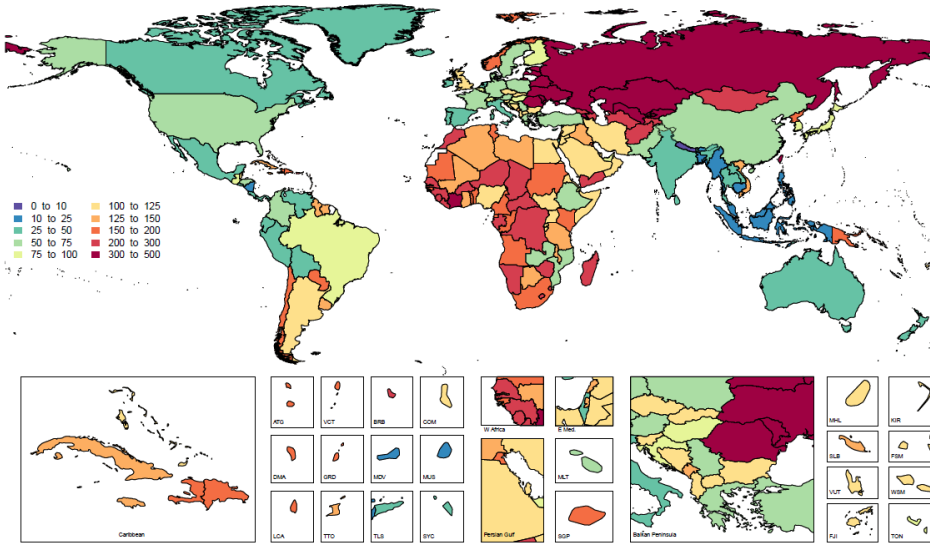 0 to 10
10 to 25
25 to 50
50 to 75
75 to 100
100 to 125
125 to 150
150 to 200
200 to 300
300 to 500
Caribbean
ATG
VCT
BRB
COM
DMA
GRD
MDV
MUS
LCA
TTO
TLS
SYC
W Africa
E Med.
Persian Gulf
MLT
SGP
Balkan Peninsula
MHL
KIR
SLB
FSM
VUT
WSM
FJI
TON